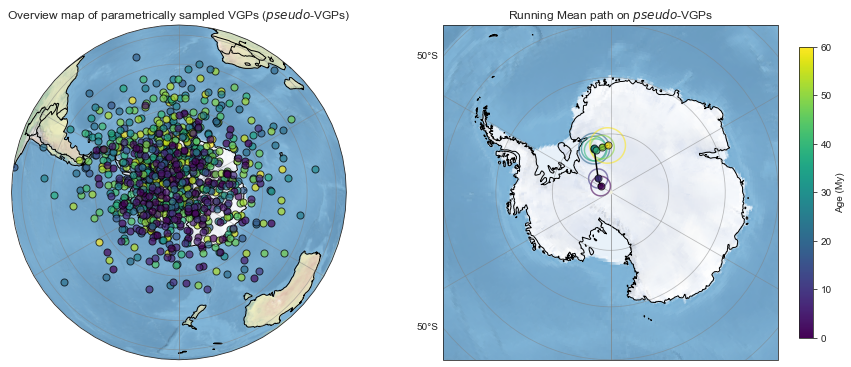 Overview map of parametrically sampled VGPs (pseudo-VGPs)
Running Mean path on pseudo-VGPs
50°S
50°S
60
50
40
30
20
10
0
Age (My)